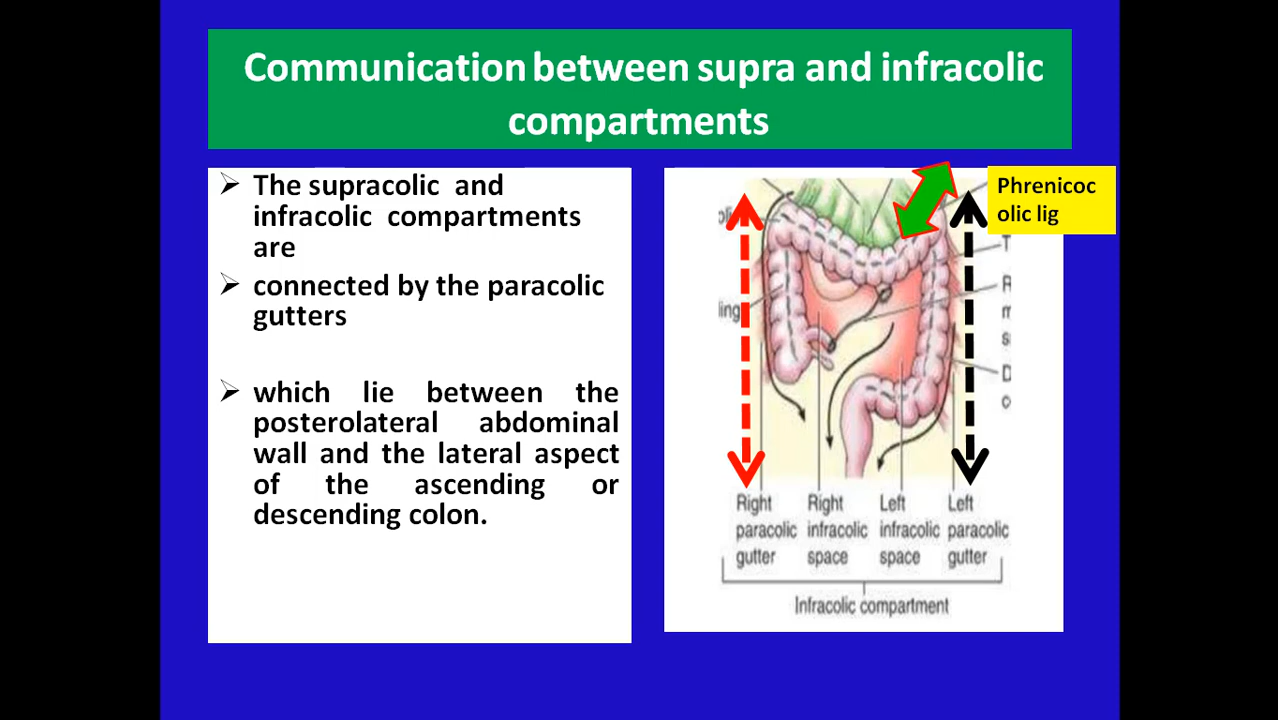 Communication between supra and infracolic
compartments
The supracolic and
infracolic compartments
are
connected by the paracolic
gutters
which lie between the
posterolateral abdominal
wall and the lateral aspect
of the ascending or
descending colon.
Phrenicoc
olic lig
ling
Right
paracolic
gutter
Right
infracolic
space
Left
infracolic
space
Left
paracolic
gutter
Infracolic compartment